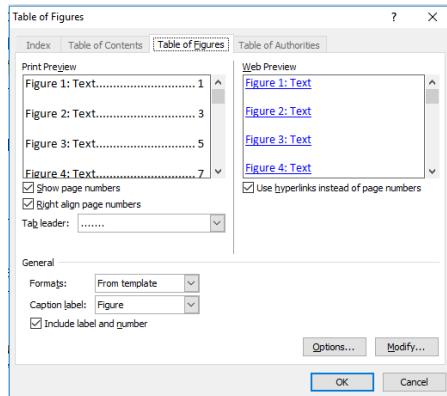 Table of Figures ? X
Index Table of Contents Table of Figures Table of Authorities
Print Preview
Figure 1: Text.............................. 1
Figure 2: Text.............................. 3
Figure 3: Text.............................. 5
Figure 4: Text.............................. 7
Show page numbers
Right align page numbers
Tab leader: .......
Web Preview
Figure 1: Text
Figure 2: Text
Figure 3: Text
Figure 4: Text
Use hyperlinks instead of page numbers
General
Formats: From template
Caption label: Figure
Include label and number
Options... Modify...
OK Cancel